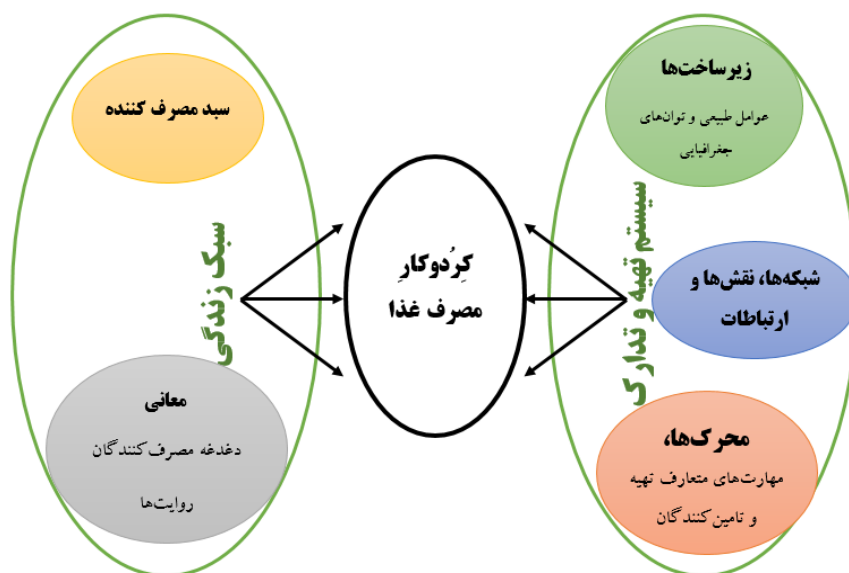 زیرساخت‌ها
عوامل طبیعی و توان‌های
جغرافیایی
شبکه‌ها، نقش‌ها و
ارتباطات
محرک‌ها،
مهارت‌های متعارف تهیه
و تامین‌کنندگان
سیستم تهیه و تدارک
کِردوکارِ
مصرف غذا
سبک زندگی
سبد مصرف کننده
معانی
دغدغه مصرف‌کنندگان
روایت‌ها